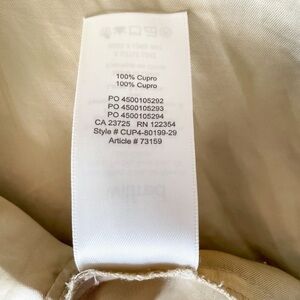 100% Cupro
100% Cupro
PO 4500105292
PO 4500105293
PO 4500105294
CA 23725 RN 122354
Style # CUP4-80199-29
Article # 73159